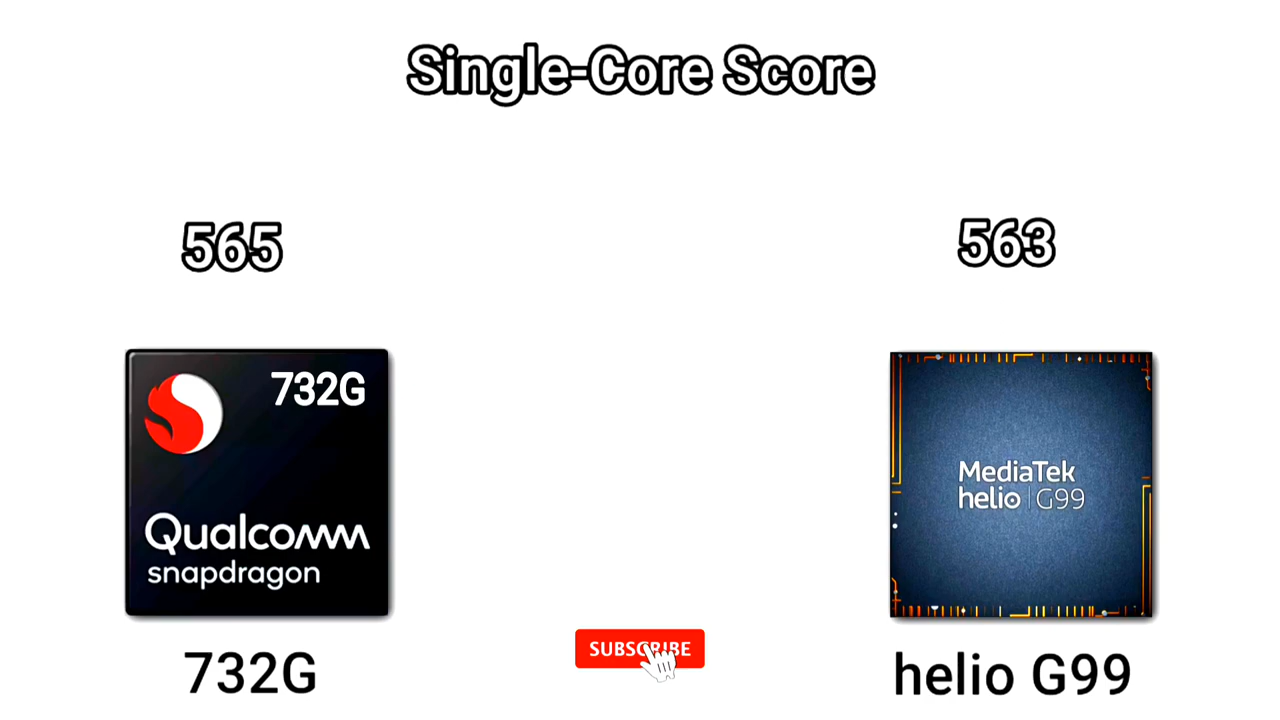 Single-Core Score
565
563
732G
Qualcomm
snapdragon
MediaTek
helio | G99
SUBSCRIBE
732G
helio G99